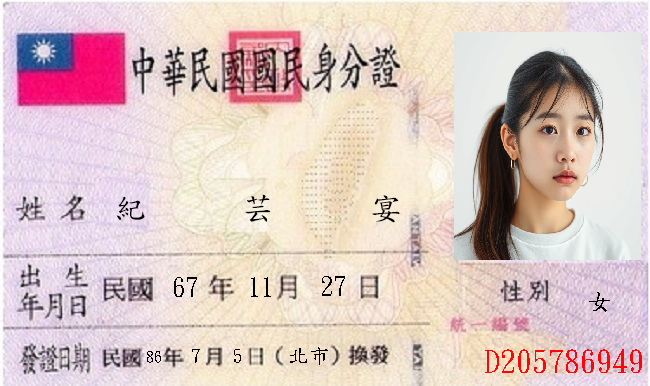 中華民國國民身分證
姓名 紀芸宴
出生年月日 民國 67 年 11月 27 日
性別 女
統一編號
D205786949
發證日期 民國 86年 7月 5日（北市）換發